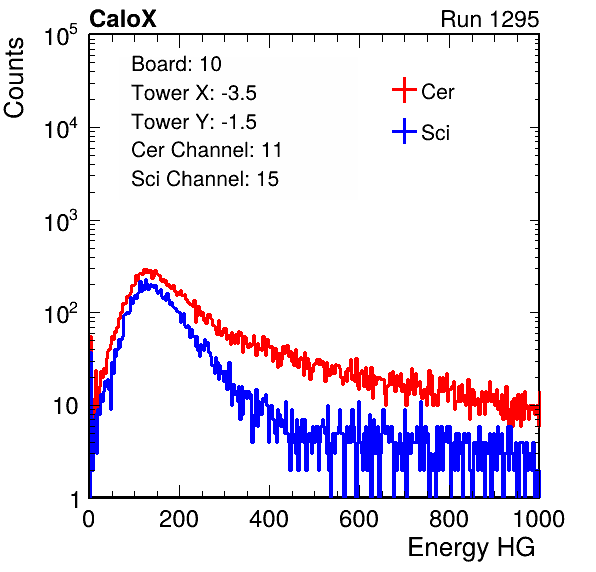 CaloX Run 1295
Counts
10^5
10^4
10^3
10^2
10
1
Board: 10
Tower X: -3.5
Tower Y: -1.5
Cer Channel: 11
Sci Channel: 15
Cer
Sci
0 200 400 600 800 1000
Energy HG